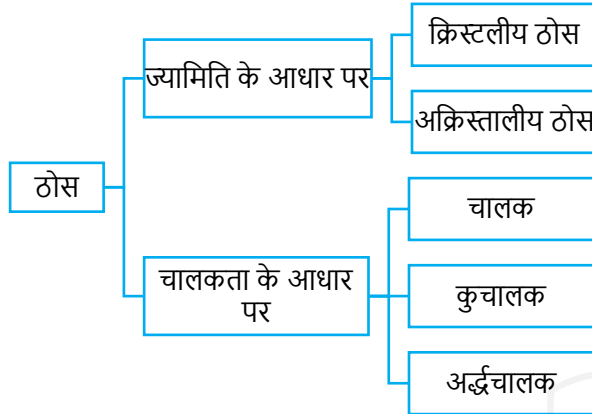 ठोस
ज्यामिति के आधार पर
क्रिस्टलीय ठोस
अक्रिस्तालीय ठोस
चालकता के आधार
पर
चालक
कुचालक
अर्द्धचालक